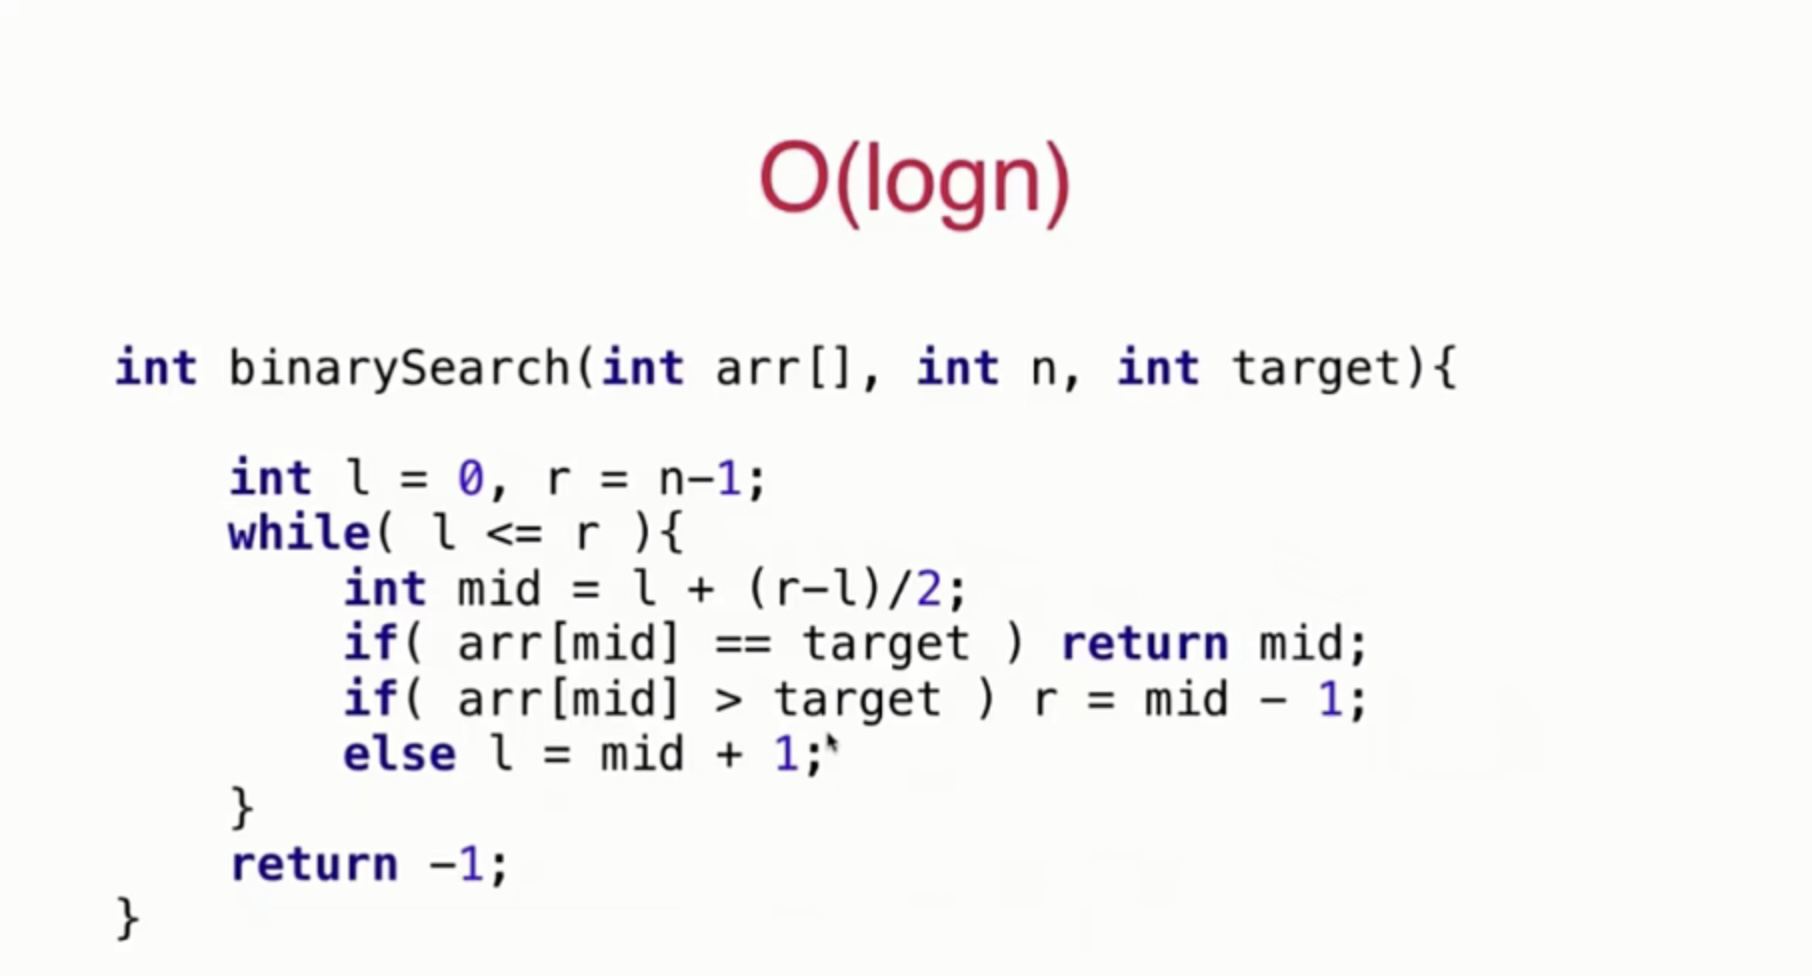 O(logn)
int binarySearch(int arr[], int n, int target){
int l = 0, r = n-1;
while( l <= r ){
int mid = l + (r-l)/2;
if( arr[mid] == target ) return mid;
if( arr[mid] > target ) r = mid - 1;
else l = mid + 1;
}
return -1;
}